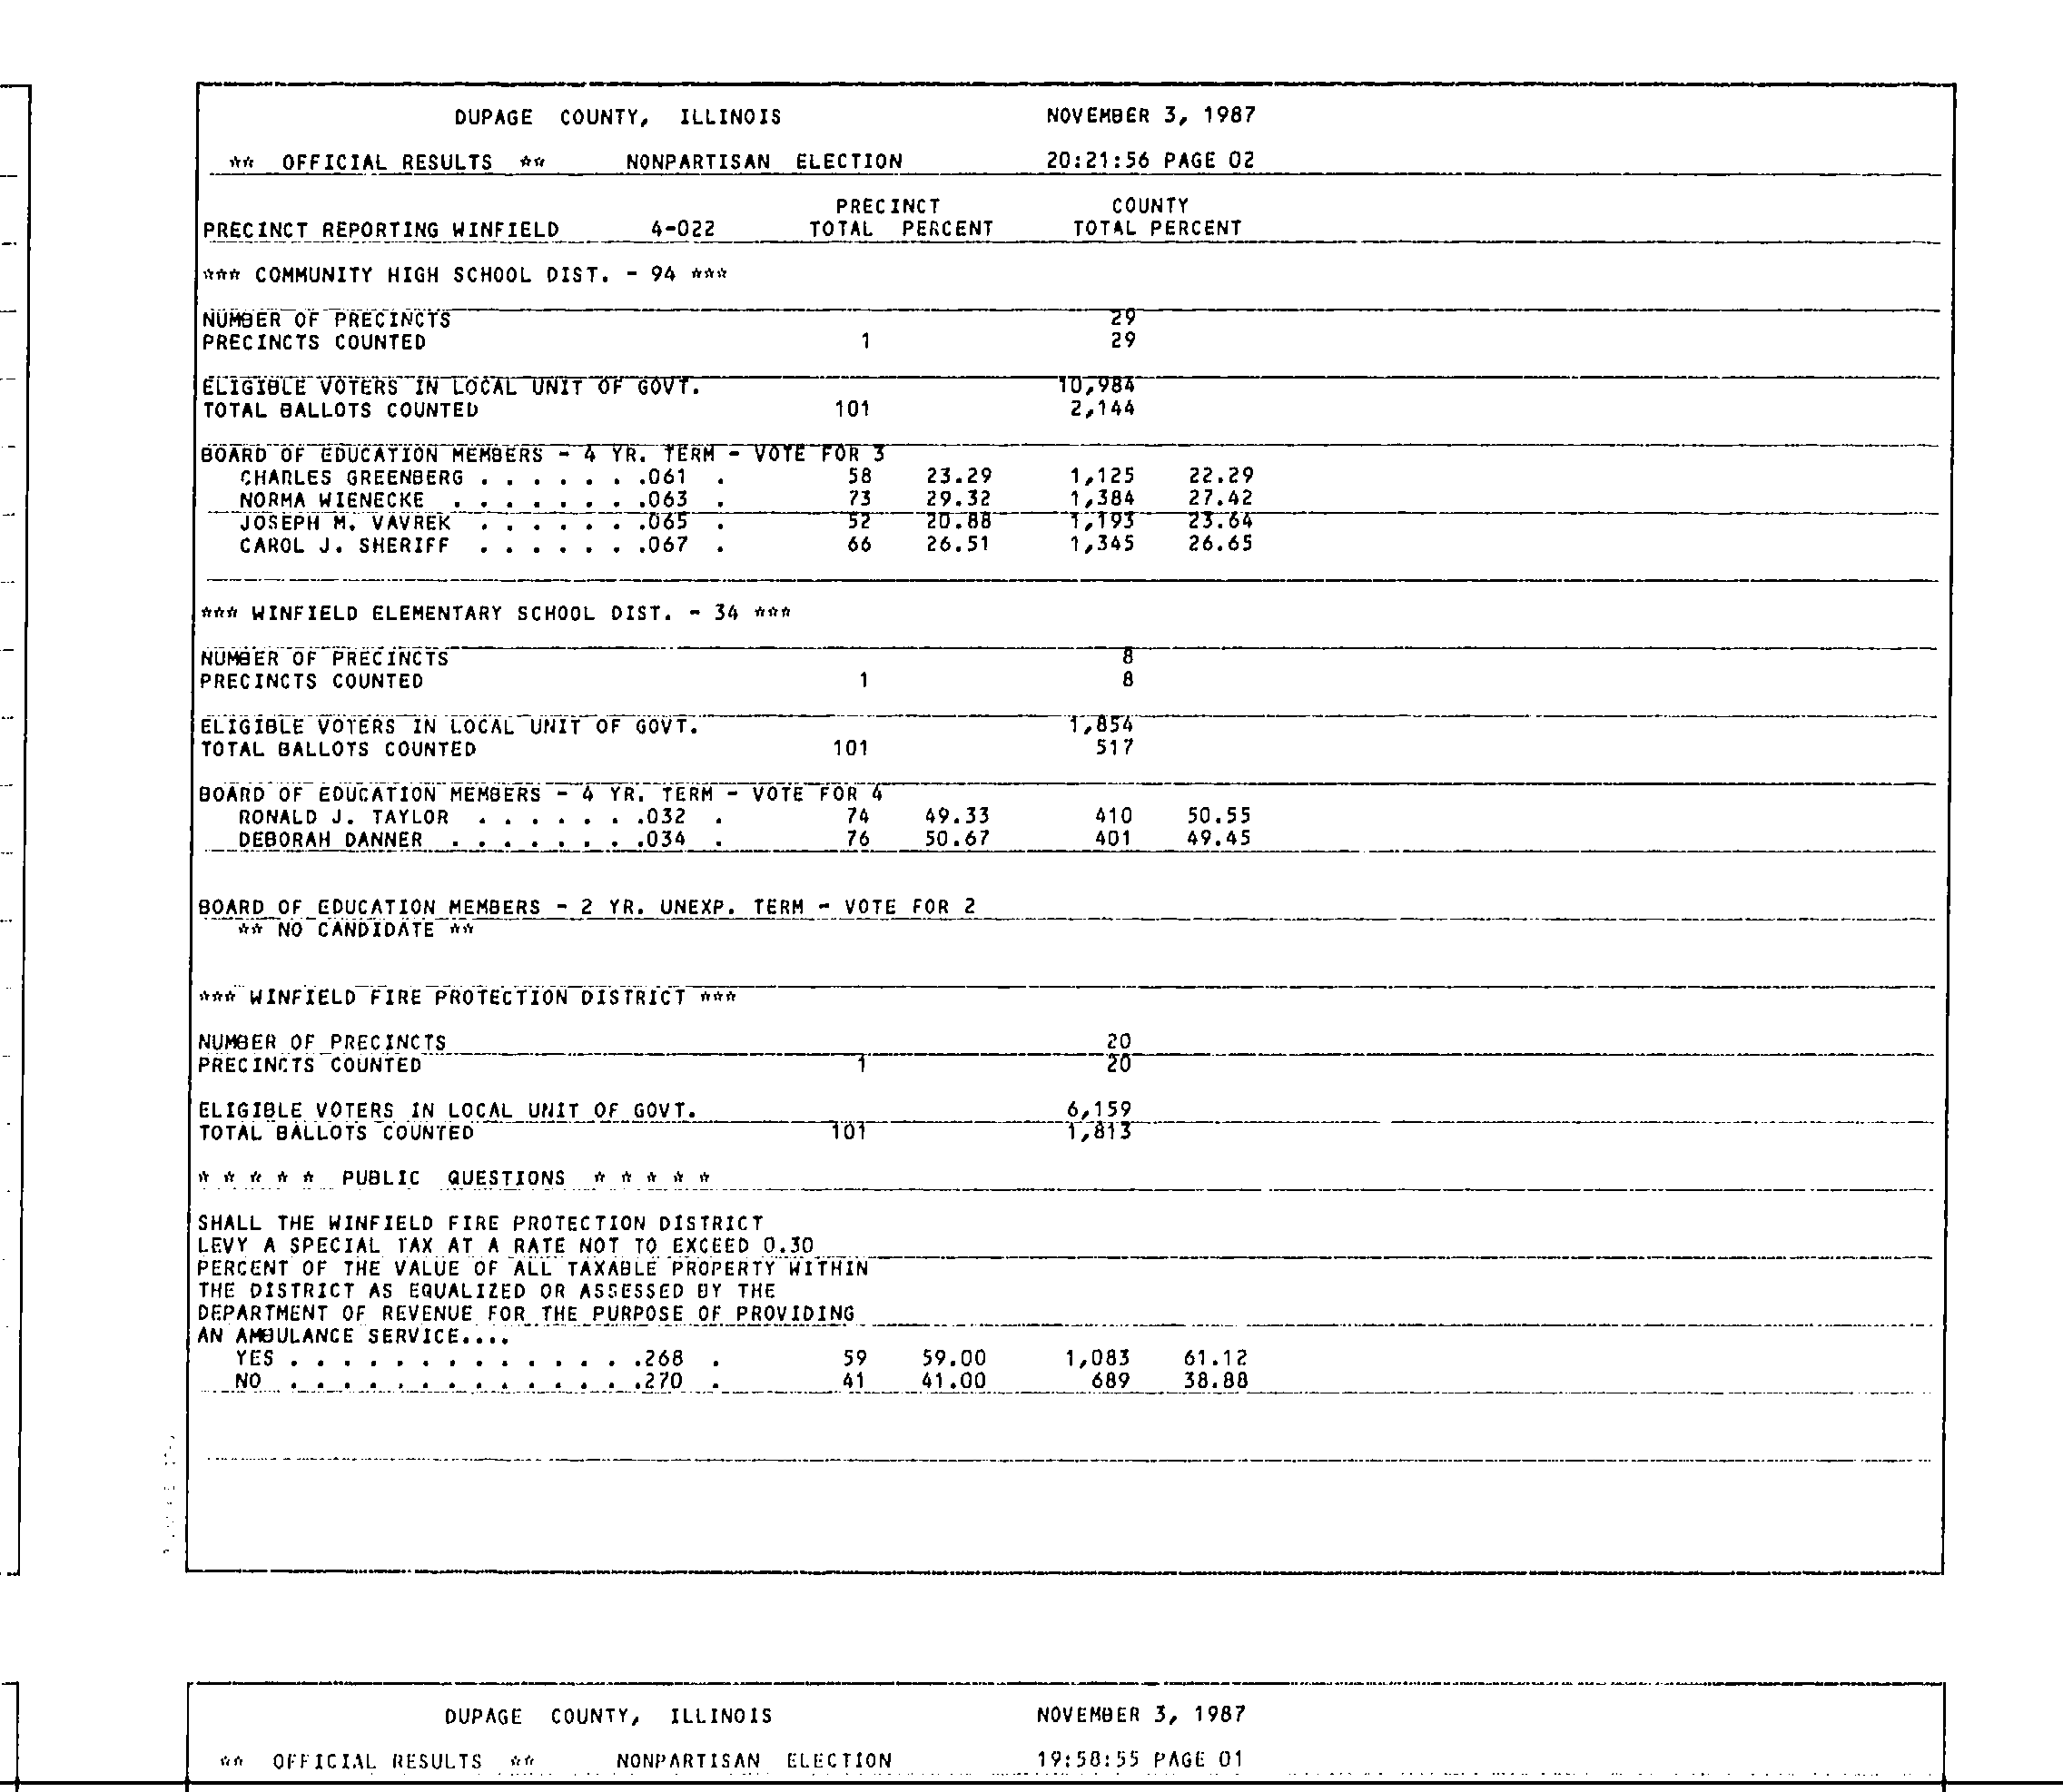 DUPAGE COUNTY, ILLINOIS NOVEMBER 3, 1987
** OFFICIAL RESULTS ** NONPARTISAN ELECTION 20:21:56 PAGE 02
PRECINCT COUNTY
PRECINCT REPORTING WINFIELD 4-022 TOTAL PERCENT TOTAL PERCENT
*** COMMUNITY HIGH SCHOOL DIST. - 94 ***
NUMBER OF PRECINCTS 29
PRECINCTS COUNTED 1 29
ELIGIBLE VOTERS IN LOCAL UNIT OF GOVT. 10,984
TOTAL BALLOTS COUNTED 101 2,144
BOARD OF EDUCATION MEMBERS - 4 YR. TERM - VOTE FOR 3
CHARLES GREENBERG . . . . . . .061 . 58 23.29 1,125 22.29
NORMA WIENECKE . . . . . . . .063 . 73 29.32 1,384 27.42
JOSEPH M. VAVREK . . . . . . .065 . 52 20.88 1,193 23.64
CAROL J. SHERIFF . . . . . . .067 . 66 26.51 1,345 26.65
*** WINFIELD ELEMENTARY SCHOOL DIST. - 34 ***
NUMBER OF PRECINCTS 8
PRECINCTS COUNTED 1 8
ELIGIBLE VOTERS IN LOCAL UNIT OF GOVT. 1,854
TOTAL BALLOTS COUNTED 101 517
BOARD OF EDUCATION MEMBERS - 4 YR. TERM - VOTE FOR 4
RONALD J. TAYLOR . . . . . . .032 . 74 49.33 410 50.55
DEBORAH DANNER . . . . . . . .034 . 76 50.67 401 49.45
BOARD OF EDUCATION MEMBERS - 2 YR. UNEXP. TERM - VOTE FOR 2
** NO CANDIDATE **
*** WINFIELD FIRE PROTECTION DISTRICT ***
NUMBER OF PRECINCTS 20
PRECINCTS COUNTED 1 20
ELIGIBLE VOTERS IN LOCAL UNIT OF GOVT. 6,159
TOTAL BALLOTS COUNTED 101 1,813
* * * * * PUBLIC QUESTIONS * * * * *
SHALL THE WINFIELD FIRE PROTECTION DISTRICT
LEVY A SPECIAL TAX AT A RATE NOT TO EXCEED 0.30
PERCENT OF THE VALUE OF ALL TAXABLE PROPERTY WITHIN
THE DISTRICT AS EQUALIZED OR ASSESSED BY THE
DEPARTMENT OF REVENUE FOR THE PURPOSE OF PROVIDING
AN AMBULANCE SERVICE....
YES . . . . . . . . . . . . . .268 . 59 59.00 1,083 61.12
NO . . . . . . . . . . . . . .270 . 41 41.00 689 38.88
DUPAGE COUNTY, ILLINOIS NOVEMBER 3, 1987
** OFFICIAL RESULTS ** NONPARTISAN ELECTION 19:58:55 PAGE 01